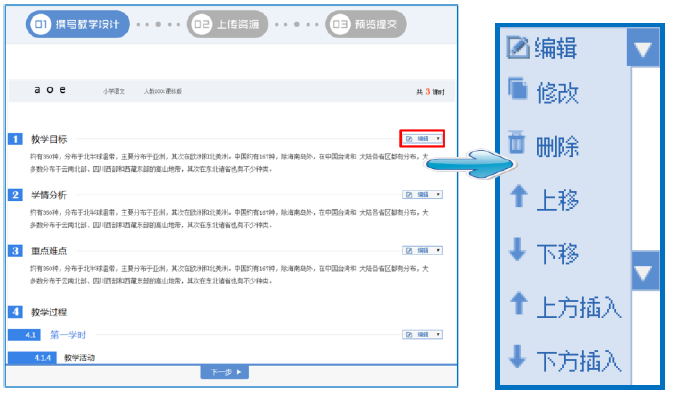 01 撰写教学设计
02 上传资源
03 预览提交
a o e 小学语文 共 3 课时
1 教学目标 编辑
约有350种，分布于北半球温带，主要分布于亚洲，其次在欧洲和北美洲。中国约有167种，除海南岛外，在中国台湾和 大陆各省区都有分布，大
多数分布于云南北部、四川西部和西藏东部的高山地带，其次在东北诸省也有不少种类。
2 学情分析 编辑
约有350种，分布于北半球温带，主要分布于亚洲，其次在欧洲和北美洲。中国约有167种，除海南岛外，在中国台湾和 大陆各省区都有分布，大
多数分布于云南北部、四川西部和西藏东部的高山地带，其次在东北诸省也有不少种类。
3 重点难点 编辑
约有350种，分布于北半球温带，主要分布于亚洲，其次在欧洲和北美洲。中国约有167种，除海南岛外，在中国台湾和 大陆各省区都有分布，大
多数分布于云南北部、四川西部和西藏东部的高山地带，其次在东北诸省也有不少种类。
4 教学过程
4.1 第一学时 编辑
4.1.4 教学活动
下一步
编辑
修改
删除
上移
下移
上方插入
下方插入